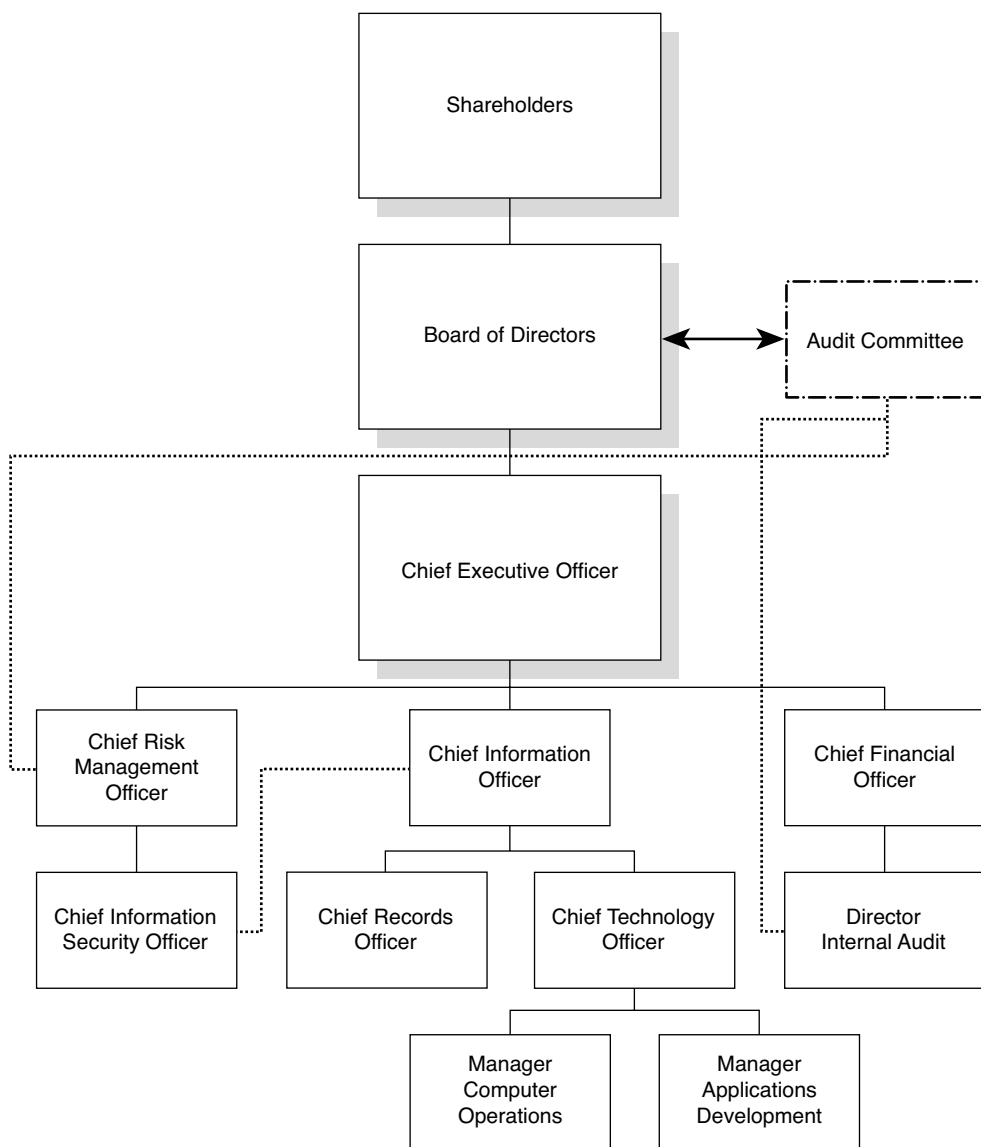 Shareholders
Board of Directors
Audit Committee
Chief Executive Officer
Chief Risk
Management
Officer
Chief Information
Officer
Chief Financial
Officer
Chief Information
Security Officer
Chief Records
Officer
Chief Technology
Officer
Director
Internal Audit
Manager
Computer
Operations
Manager
Applications
Development